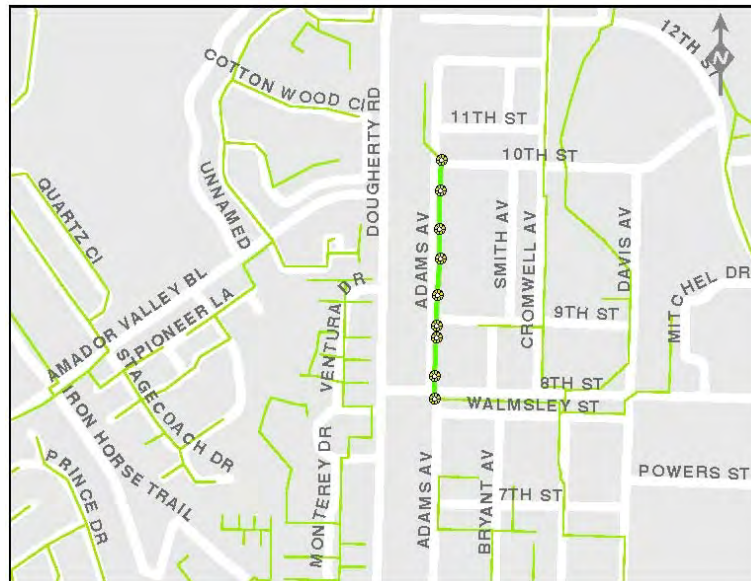 12TH ST
N
COTTON WOOD CI
DOUGHERTY RD
11TH ST
10TH ST
UNNAMED
QUARTZ CI
ADAMS AV
SMITH AV
CROMWELL AV
DAVIS AV
MITCHEL DR
AMADOR VALLEY BL
PIONEER LA
VENTURA DR
9TH ST
STAGECOACH DR
8TH ST
WALMSLEY ST
IRON HORSE TRAIL
PRINCE DR
MONTEREY DR
ADAMS AV
BRYANT AV
7TH ST
POWERS ST